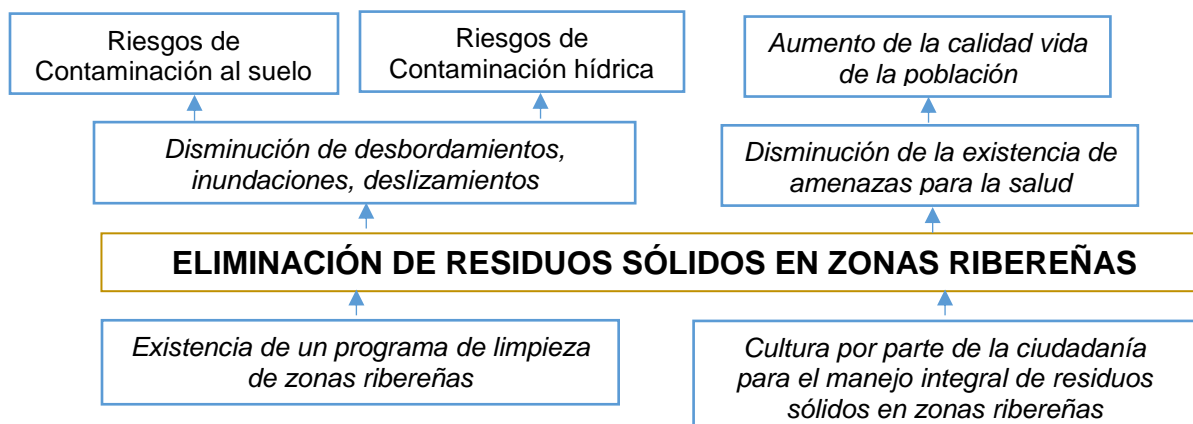 Riesgos de
Contaminación al suelo
Riesgos de
Contaminación hídrica
Aumento de la calidad vida
de la población
Disminución de desbordamientos,
inundaciones, deslizamientos
Disminución de la existencia de
amenazas para la salud
ELIMINACIÓN DE RESIDUOS SÓLIDOS EN ZONAS RIBEREÑAS
Existencia de un programa de limpieza
de zonas ribereñas
Cultura por parte de la ciudadanía
para el manejo integral de residuos
sólidos en zonas ribereñas